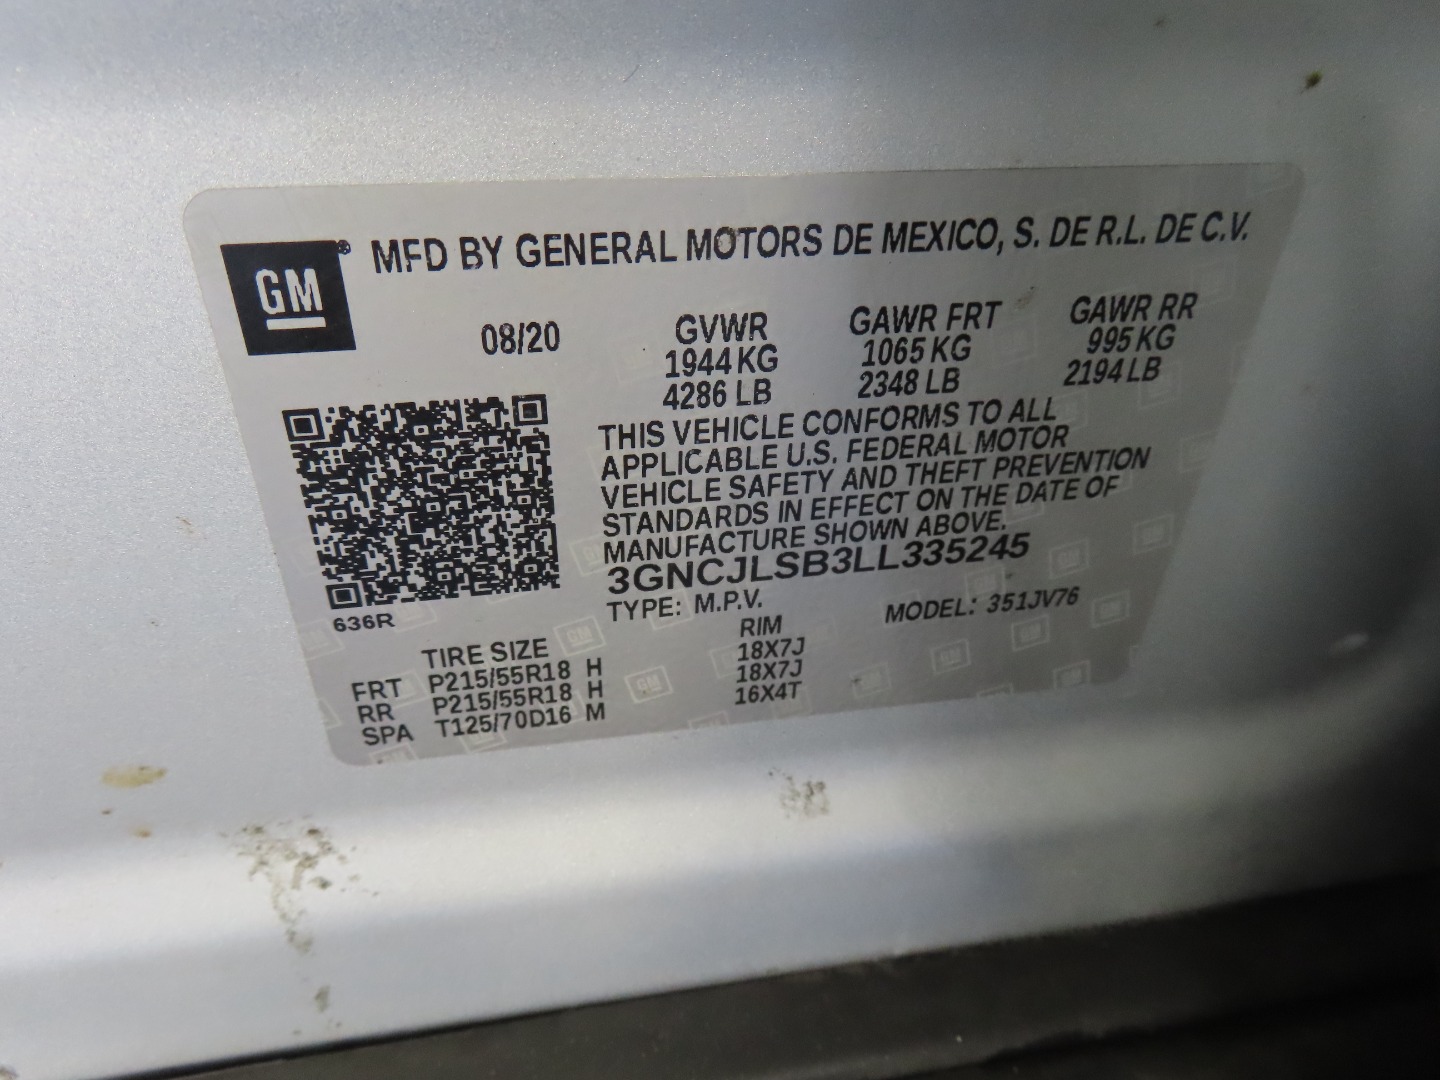 GM®
MFD BY GENERAL MOTORS DE MEXICO, S. DE R.L. DE C.V.
08/20
GVWR
1944 KG
4286 LB
GAWR FRT
1065 KG
2348 LB
GAWR RR
995 KG
2194 LB
THIS VEHICLE CONFORMS TO ALL
APPLICABLE U.S. FEDERAL MOTOR
VEHICLE SAFETY AND THEFT PREVENTION
STANDARDS IN EFFECT ON THE DATE OF
MANUFACTURE SHOWN ABOVE.
3GNCJLSB3LL335245
TYPE: M.P.V. MODEL: 351JV76
636R
TIRE SIZE RIM
FRT P215/55R18 H 18X7J
RR P215/55R18 H 18X7J
SPA T125/70D16 M 16X4T